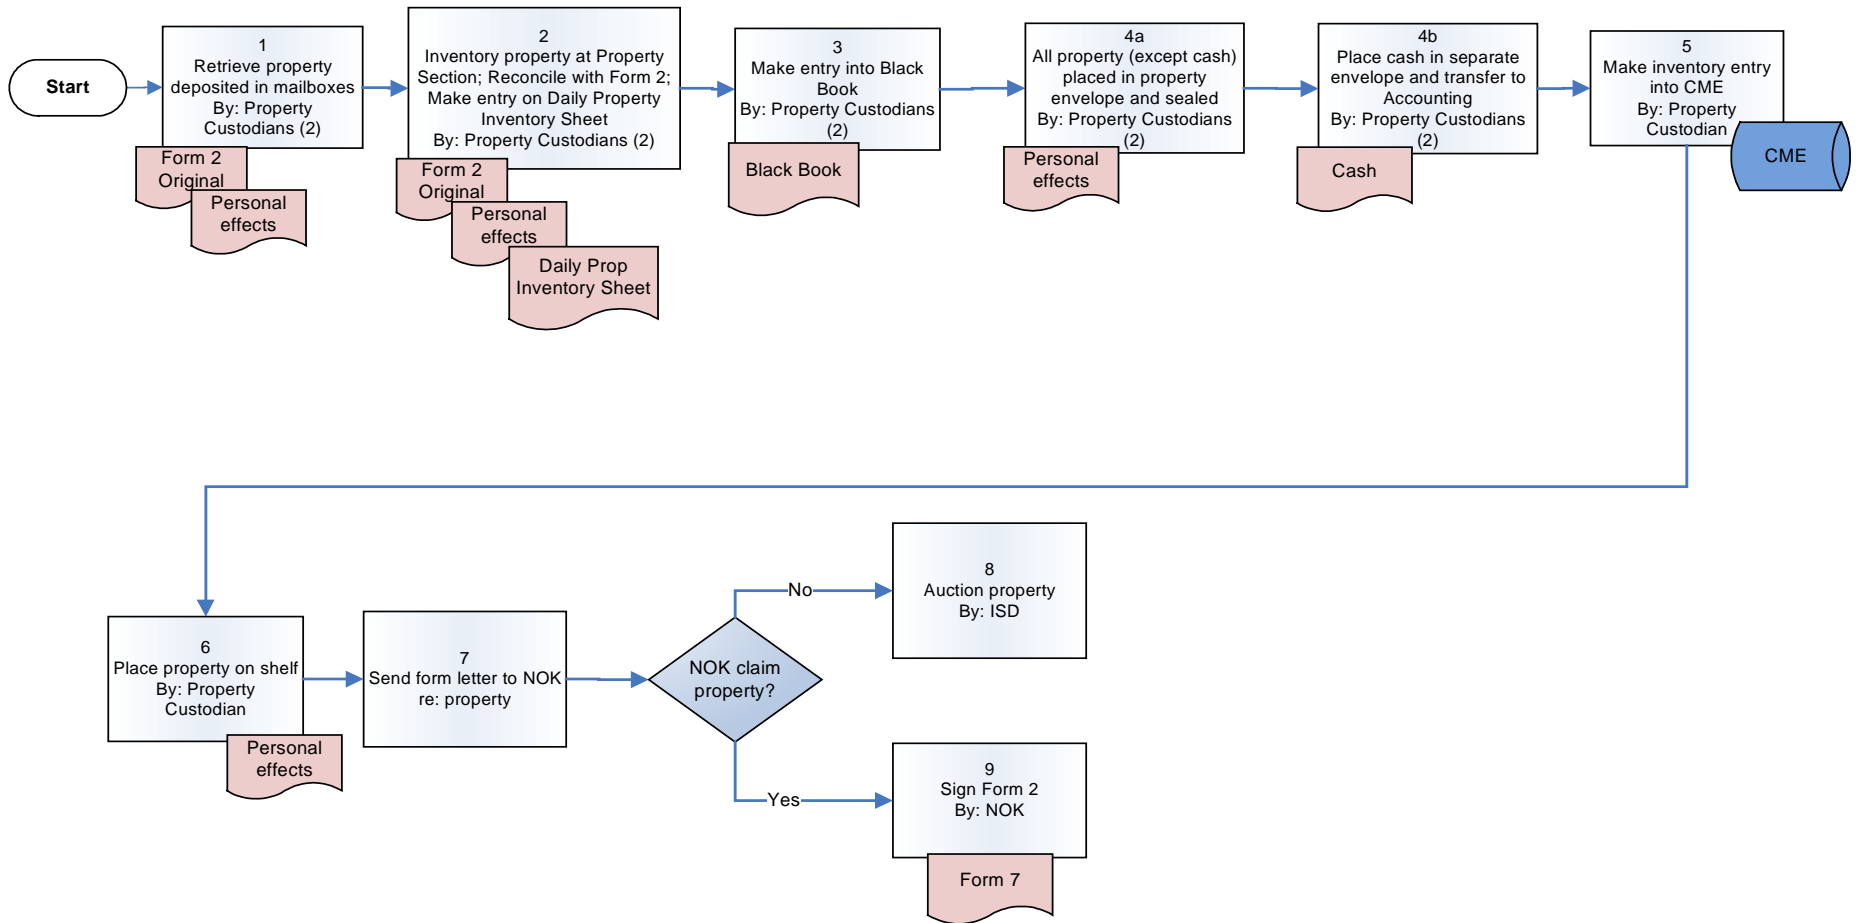 Start
1
Retrieve property
deposited in mailboxes
By: Property
Custodians (2)
Form 2
Original
Personal
effects
2
Inventory property at Property
Section; Reconcile with Form 2;
Make entry on Daily Property
Inventory Sheet
By: Property Custodians (2)
Form 2
Original
Personal
effects
Daily Prop
Inventory Sheet
3
Make entry into Black
Book
By: Property Custodians
(2)
Black Book
4a
All property (except cash)
placed in property
envelope and sealed
By: Property Custodians
(2)
Personal
effects
4b
Place cash in separate
envelope and transfer to
Accounting
By: Property Custodians
(2)
Cash
5
Make inventory entry
into CME
By: Property
Custodian
CME
6
Place property on shelf
By: Property
Custodian
Personal
effects
7
Send form letter to NOK
re: property
NOK claim
property?
No
8
Auction property
By: ISD
Yes
9
Sign Form 2
By: NOK
Form 7